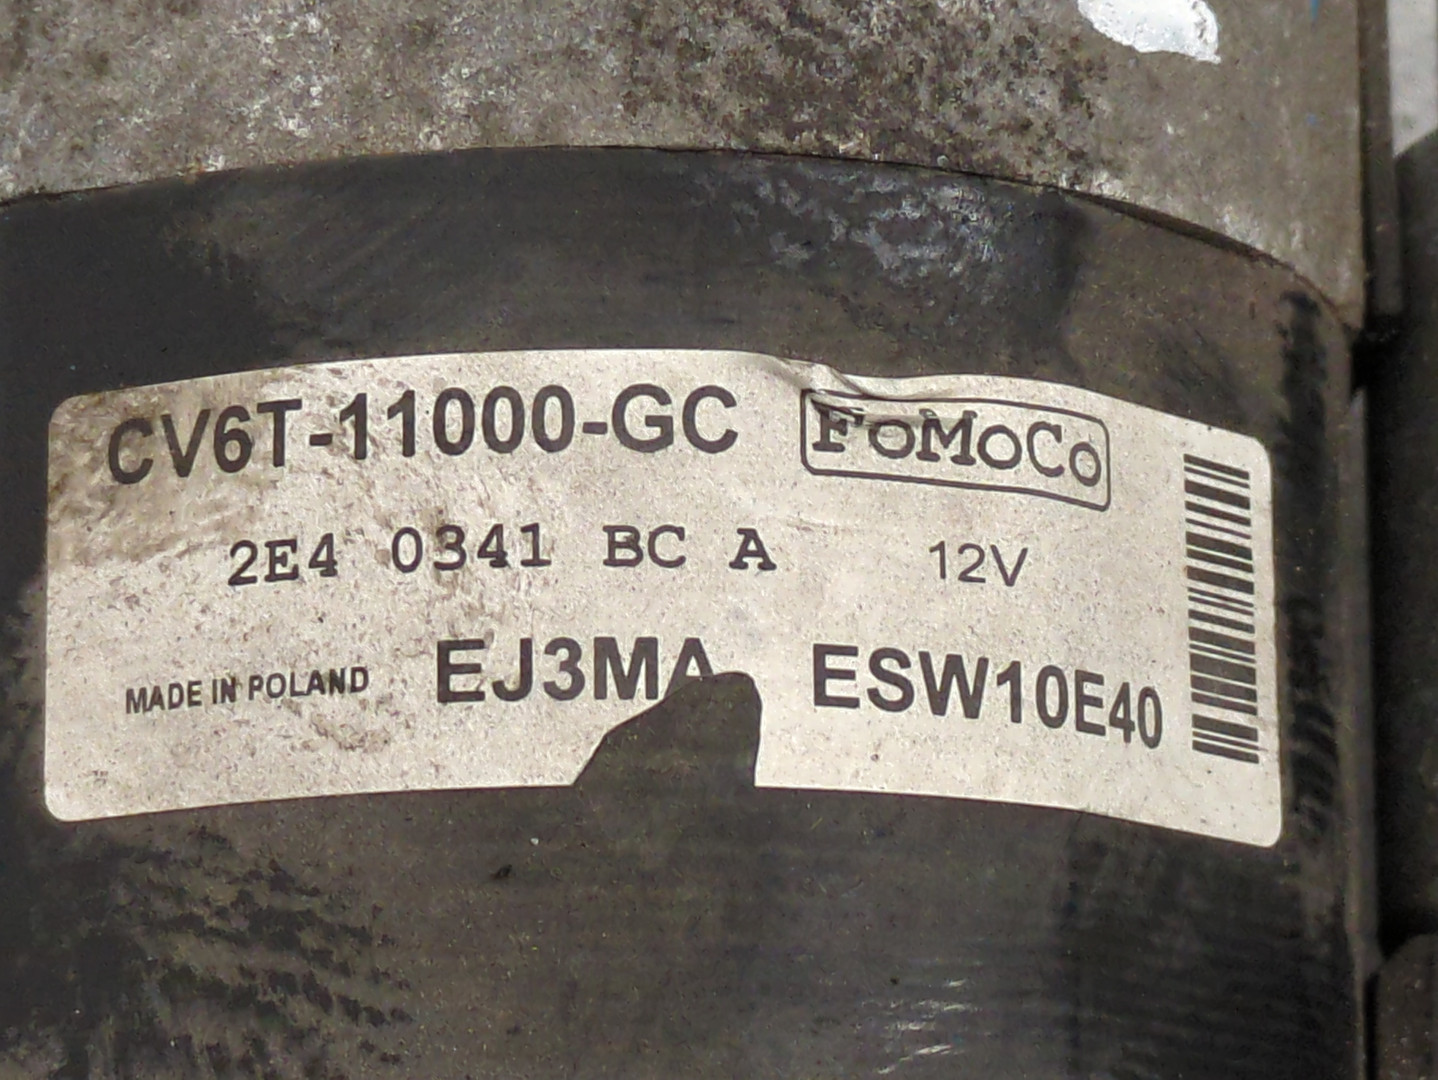 CV6T-11000-GC FoMoCo
2E4 0341 BC A 12V
MADE IN POLAND EJ3MA ESW10E40